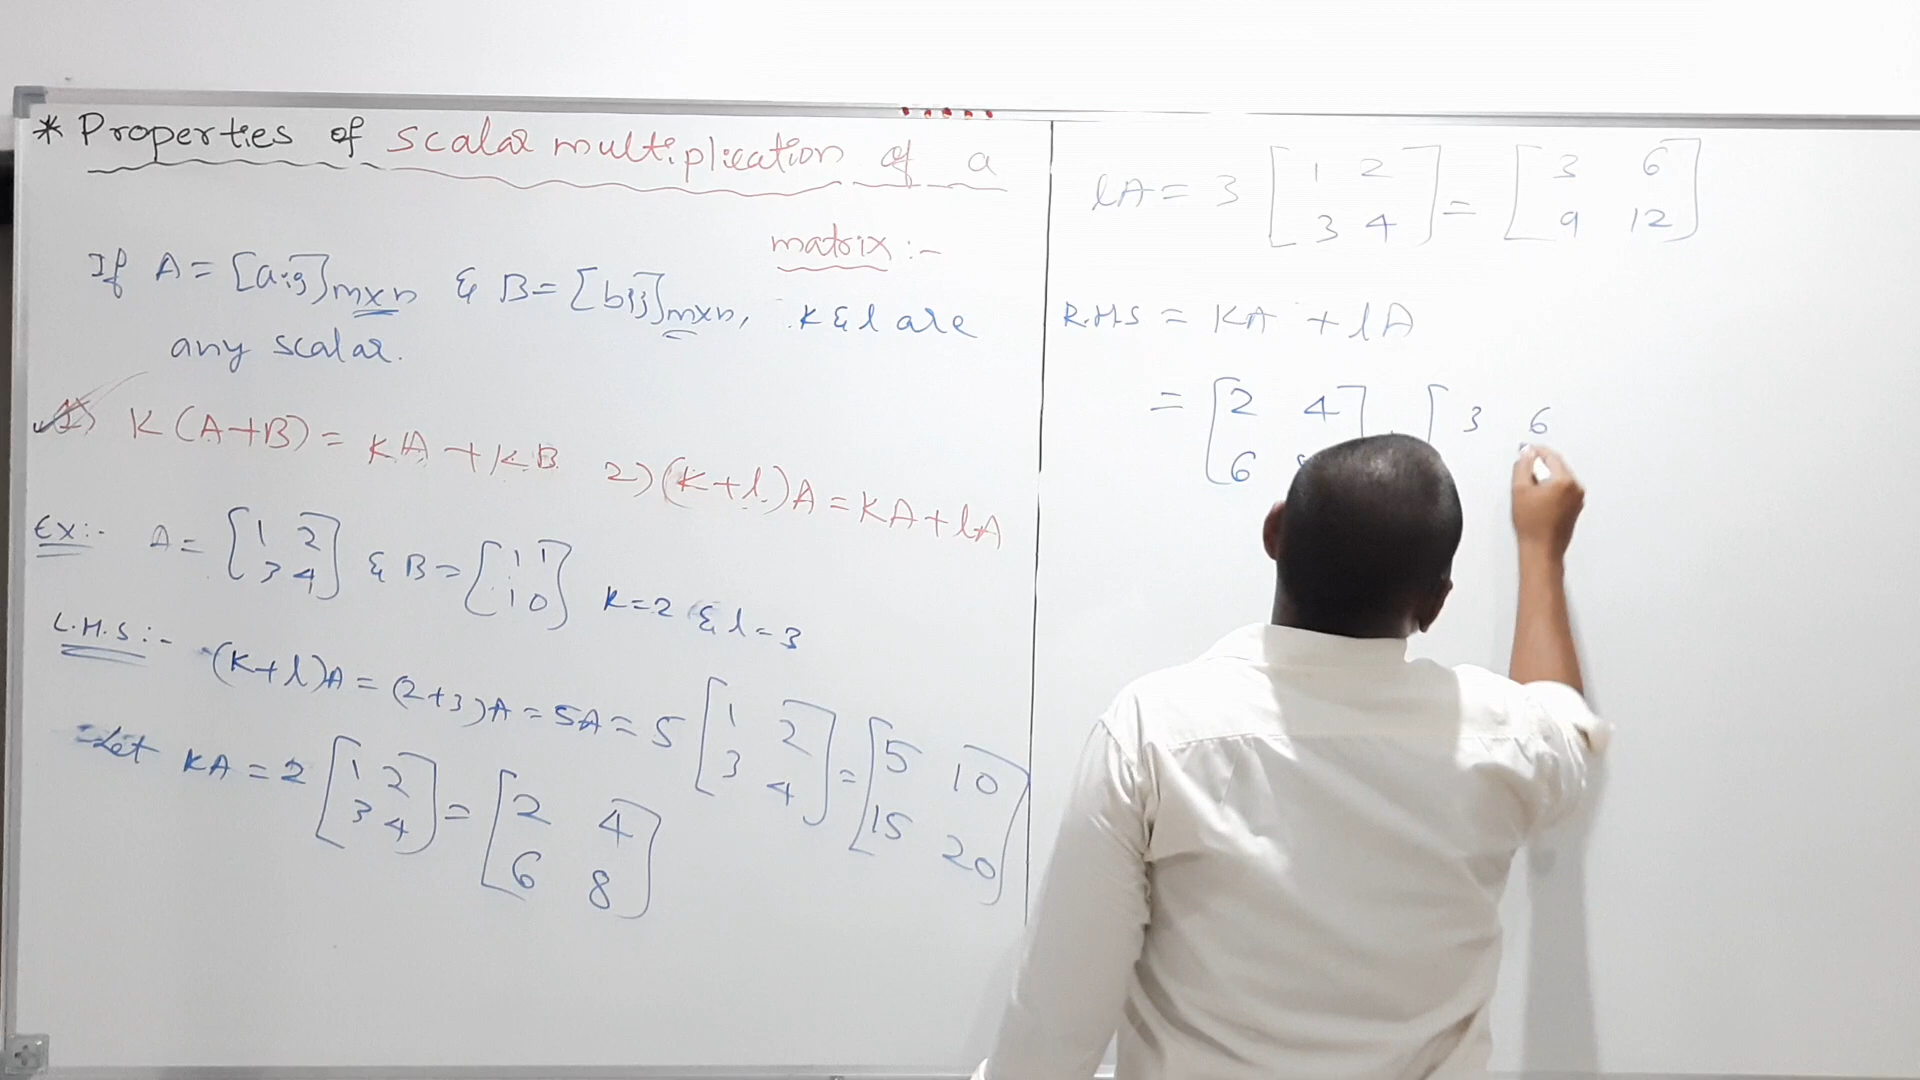 * Properties of scalar multiplication of a
matrix :-
If A = [aij]m×n & B = [bij]m×n, K & l are
any scalar.
1) K(A+B) = KA + KB 2) (K+l)A = KA + lA
Ex:- A = [1 2
3 4] & B = [1 1
1 0] K=2 & l=3
L.H.S:- (K+l)A = (2+3)A = 5A = 5 [1 2
3 4] = [5 10
15 20]
Let KA = 2 [1 2
3 4] = [2 4
6 8]
lA = 3 [1 2
3 4] = [3 6
9 12]
R.H.S = KA + lA
= [2 4] [3 6
[6